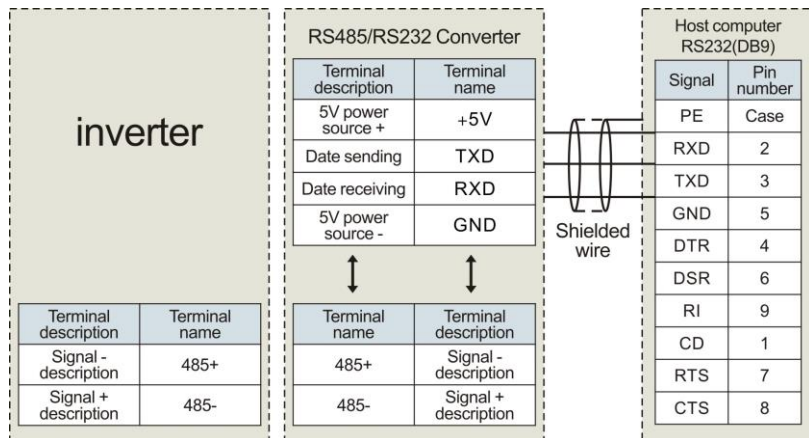 inverter
Terminal description Terminal name
Signal - description 485+
Signal + description 485-
RS485/RS232 Converter
Terminal description Terminal name
5V power source + +5V
Date sending TXD
Date receiving RXD
5V power source - GND
Terminal name Terminal description
485+ Signal - description
485- Signal + description
Shielded
wire
Host computer
RS232(DB9)
Signal Pin number
PE Case
RXD 2
TXD 3
GND 5
DTR 4
DSR 6
RI 9
CD 1
RTS 7
CTS 8